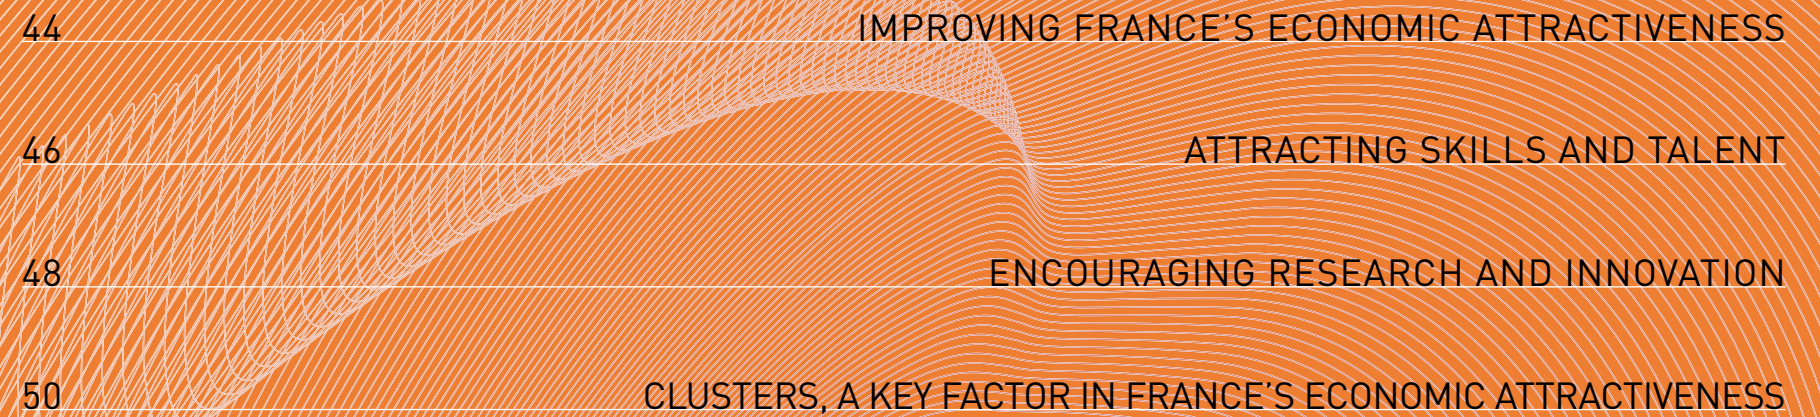 44 IMPROVING FRANCE’S ECONOMIC ATTRACTIVENESS
46 ATTRACTING SKILLS AND TALENT
48 ENCOURAGING RESEARCH AND INNOVATION
50 CLUSTERS, A KEY FACTOR IN FRANCE’S ECONOMIC ATTRACTIVENESS